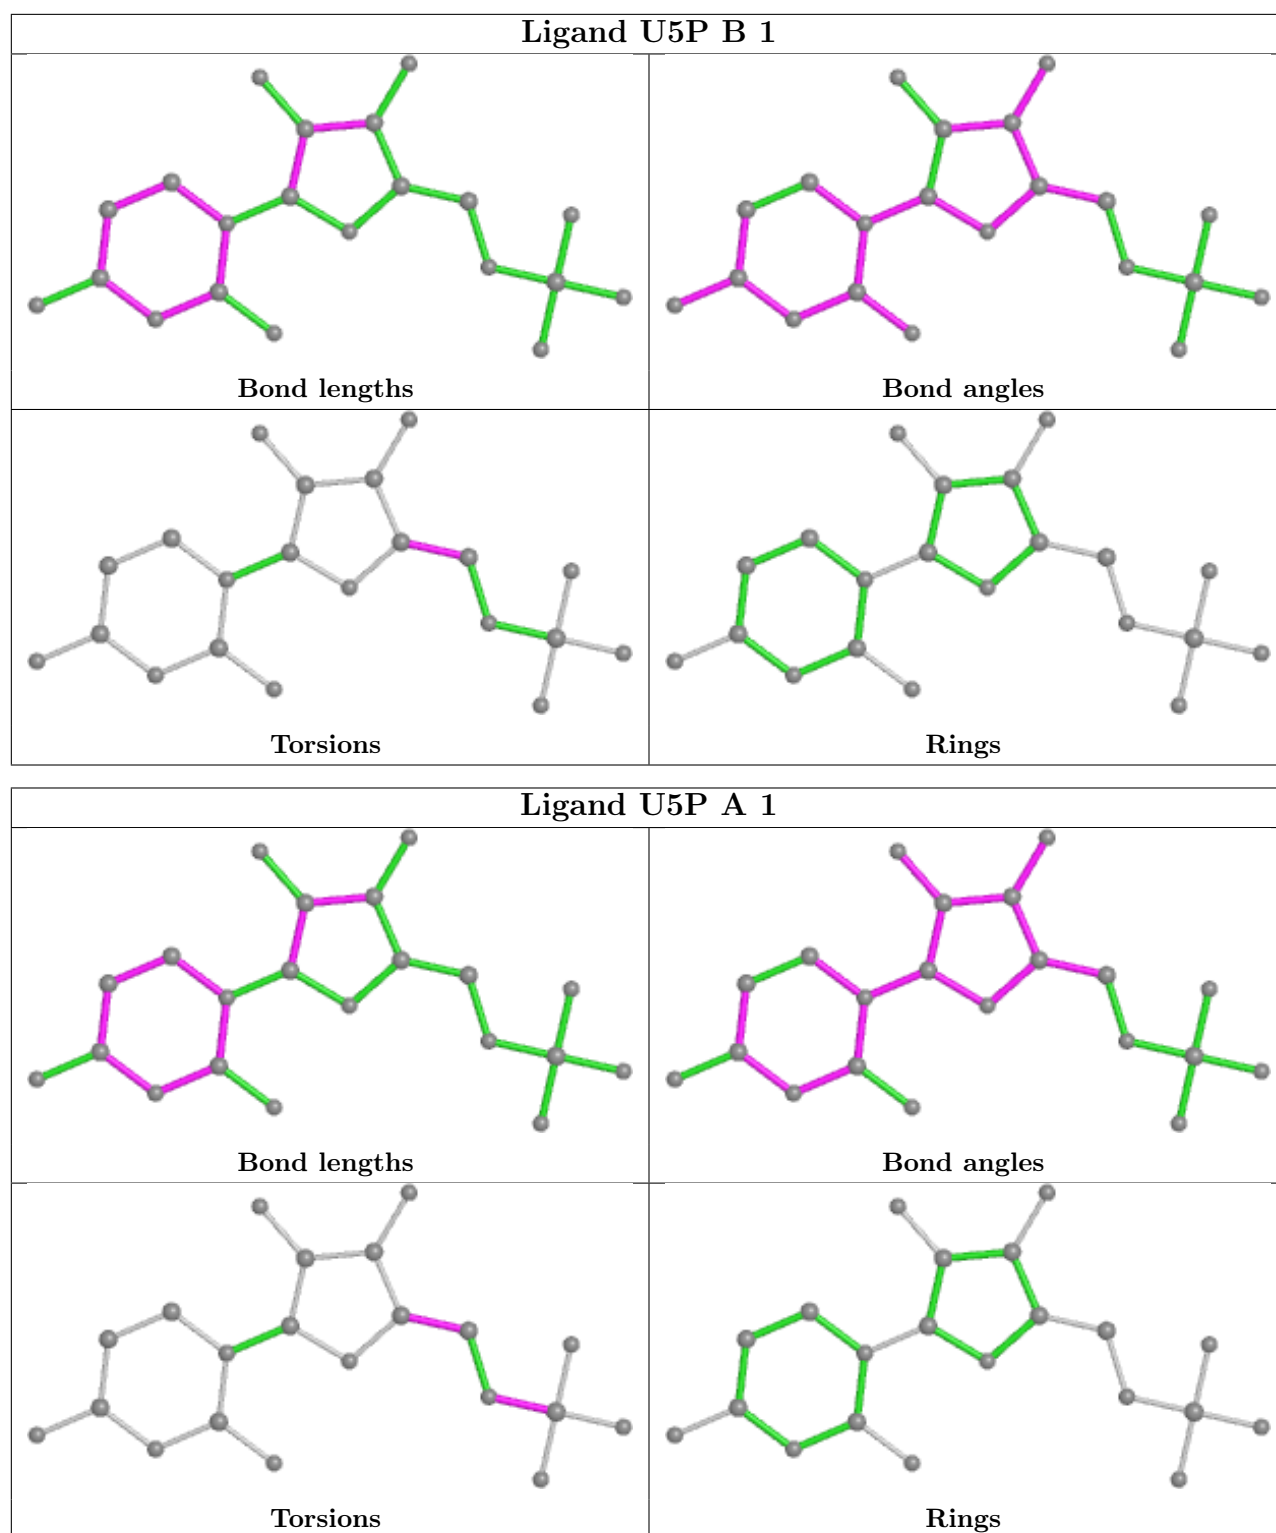 Ligand U5P B 1
Bond lengths
Bond angles
Torsions
Rings
Ligand U5P A 1
Bond lengths
Bond angles
Torsions
Rings